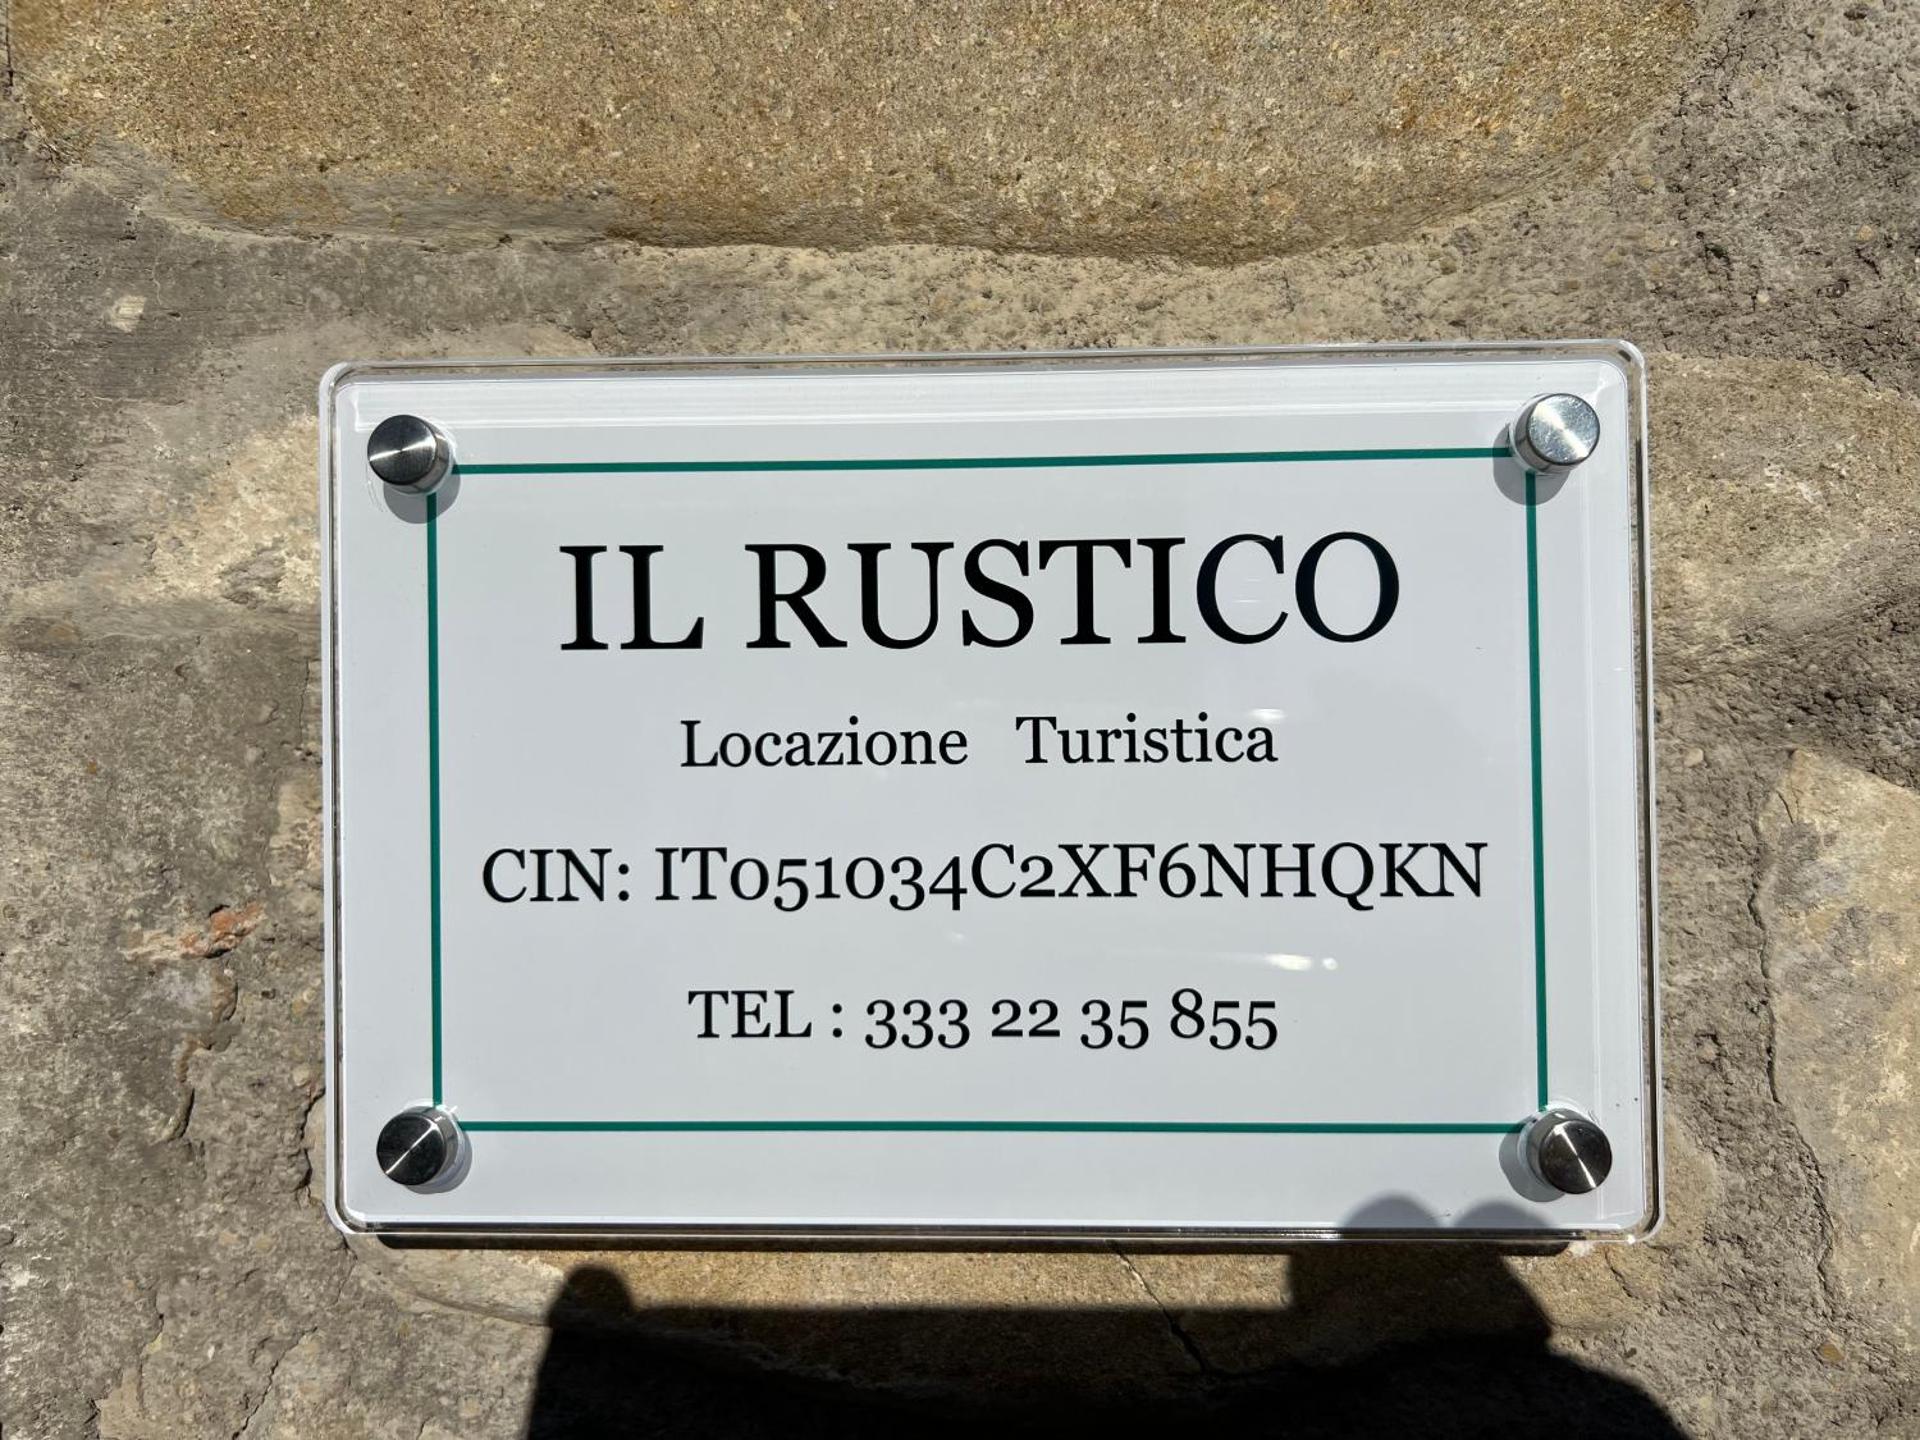 IL RUSTICO
Locazione Turistica
CIN: IT051034C2XF6NHQKN
TEL : 333 22 35 855